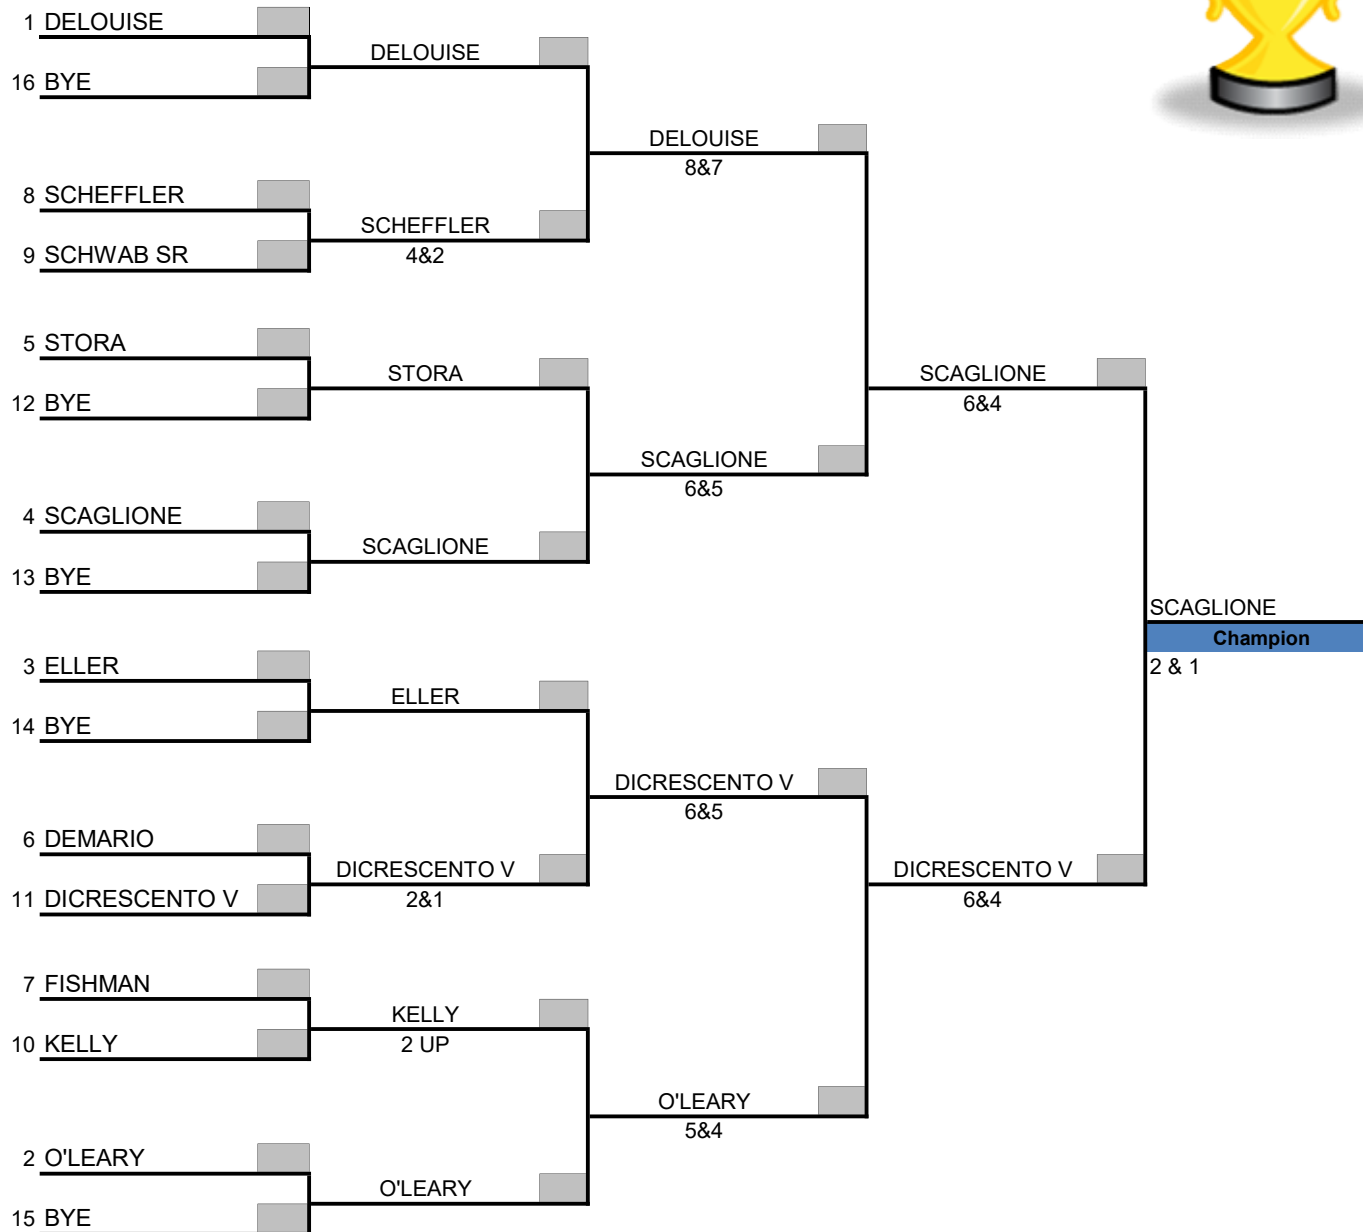 1 DELOUISE
DELOUISE
16 BYE
DELOUISE
8&7
8 SCHEFFLER
SCHEFFLER
9 SCHWAB SR
4&2
5 STORA
STORA
SCAGLIONE
12 BYE
6&4
SCAGLIONE
6&5
4 SCAGLIONE
SCAGLIONE
13 BYE
SCAGLIONE
Champion
2 & 1
3 ELLER
ELLER
14 BYE
DICRESCENTO V
6&5
6 DEMARIO
DICRESCENTO V
DICRESCENTO V
11 DICRESCENTO V
2&1
6&4
7 FISHMAN
KELLY
10 KELLY
2 UP
O'LEARY
5&4
2 O'LEARY
O'LEARY
15 BYE